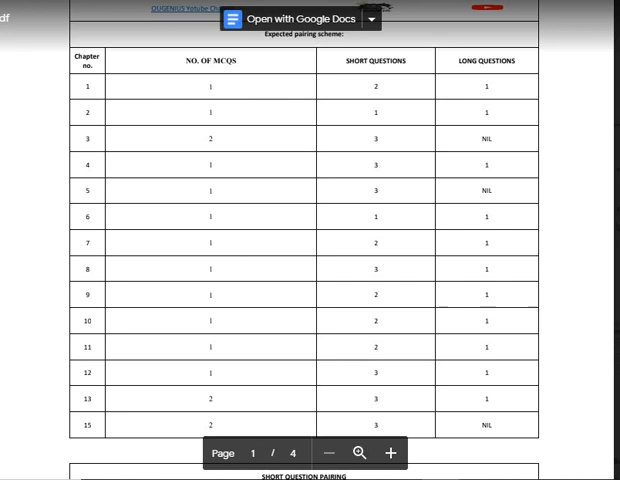 df
DUGENIUS Yotube Cha
Open with Google Docs
Expected pairing scheme:
Chapter no. NO. OF MCQS SHORT QUESTIONS LONG QUESTIONS
1 1 2 1
2 1 1 1
3 2 3 NIL
4 1 3 1
5 1 3 NIL
6 1 1 1
7 1 2 1
8 1 3 1
9 1 2 1
10 1 2 1
11 1 2 1
12 1 3 1
13 2 3 1
15 2 3 NIL
Page 1 / 4
SHORT QUESTION PAIRING